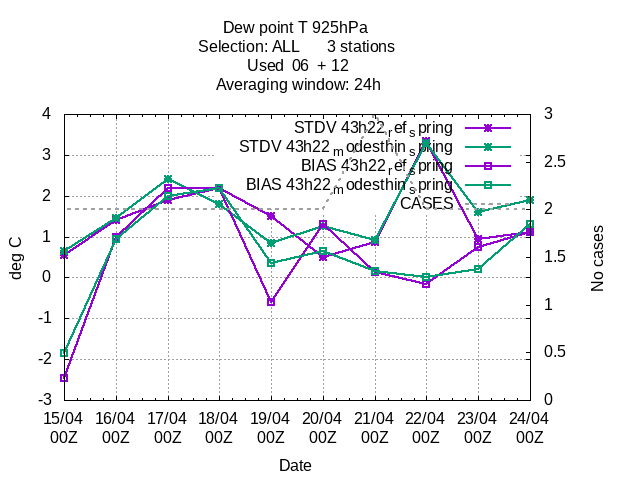 Dew point T 925hPa
Selection: ALL      3 stations
Used  06  + 12
Averaging window: 24h
STDV 43h22_ref_spring
STDV 43h22_modesthin_spring
BIAS 43h22_ref_spring
BIAS 43h22_modesthin_spring
CASES
4
3
2
1
0
-1
-2
-3
deg C
3
2.5
2
1.5
1
0.5
0
No cases
15/04 16/04 17/04 18/04 19/04 20/04 21/04 22/04 23/04 24/04
00Z 00Z 00Z 00Z 00Z 00Z 00Z 00Z 00Z 00Z
Date